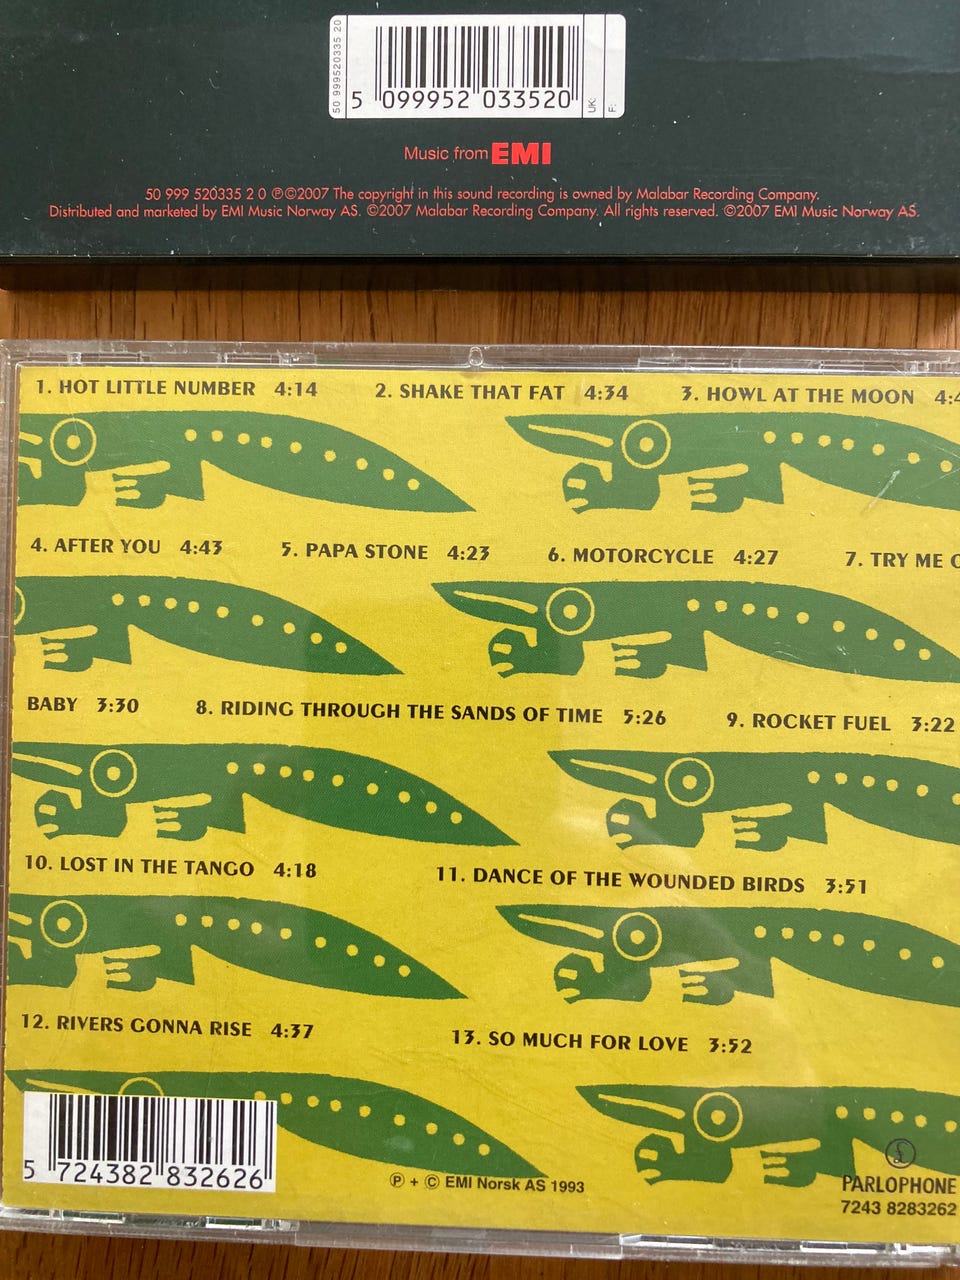 50 999520335 20
UK:
F:
5 099952 033520
Music from EMI
50 999 520335 2 0 ℗©2007 The copyright in this sound recording is owned by Malabar Recording Company.
Distributed and marketed by EMI Music Norway AS. ©2007 Malabar Recording Company. All rights reserved. ©2007 EMI Music Norway AS.
1. HOT LITTLE NUMBER 4:14 2. SHAKE THAT FAT 4:34 3. HOWL AT THE MOON 4:4
4. AFTER YOU 4:43 5. PAPA STONE 4:23 6. MOTORCYCLE 4:27 7. TRY ME O
BABY 3:30 8. RIDING THROUGH THE SANDS OF TIME 5:26 9. ROCKET FUEL 3:22
10. LOST IN THE TANGO 4:18 11. DANCE OF THE WOUNDED BIRDS 3:51
12. RIVERS GONNA RISE 4:37 13. SO MUCH FOR LOVE 3:52
5 724382 832626
℗ + © EMI Norsk AS 1993
£
PARLOPHONE
7243 8283262